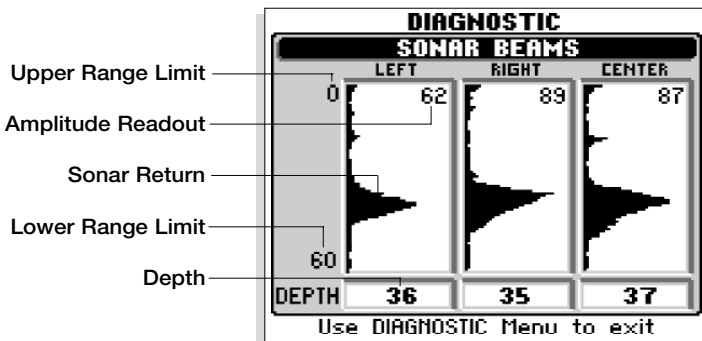 DIAGNOSTIC
SONAR BEAMS
LEFT RIGHT CENTER
Upper Range Limit
0 62 89 87
Amplitude Readout
Sonar Return
Lower Range Limit
60
Depth
DEPTH 36 35 37
Use DIAGNOSTIC Menu to exit